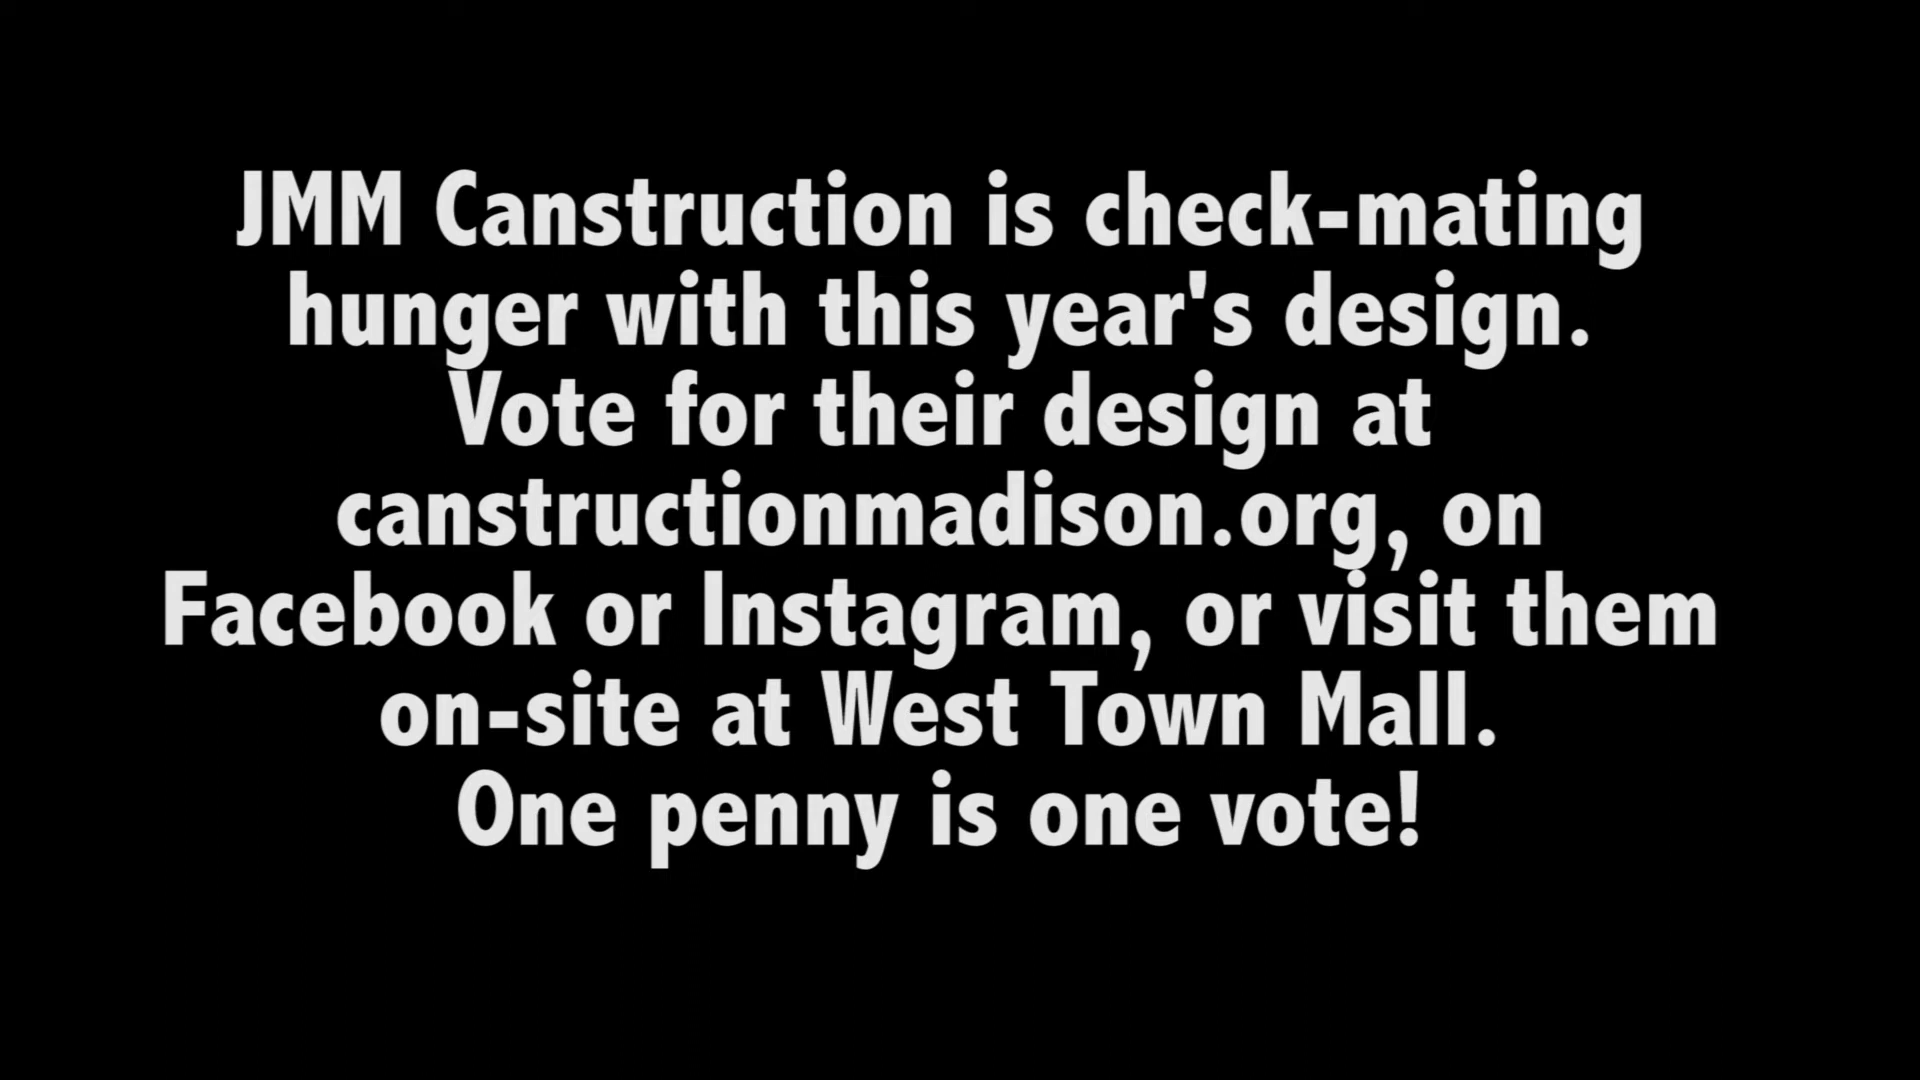 JMM Canstruction is check-mating
hunger with this year's design.
Vote for their design at
canstructionmadison.org, on
Facebook or Instagram, or visit them
on-site at West Town Mall.
One penny is one vote!